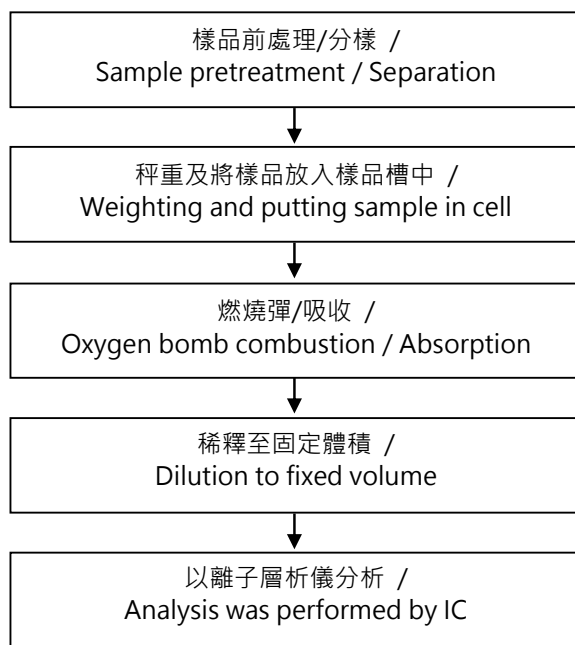 樣品前處理/分樣 /
Sample pretreatment / Separation
秤重及將樣品放入樣品槽中 /
Weighting and putting sample in cell
燃燒彈/吸收 /
Oxygen bomb combustion / Absorption
稀釋至固定體積 /
Dilution to fixed volume
以離子層析儀分析 /
Analysis was performed by IC